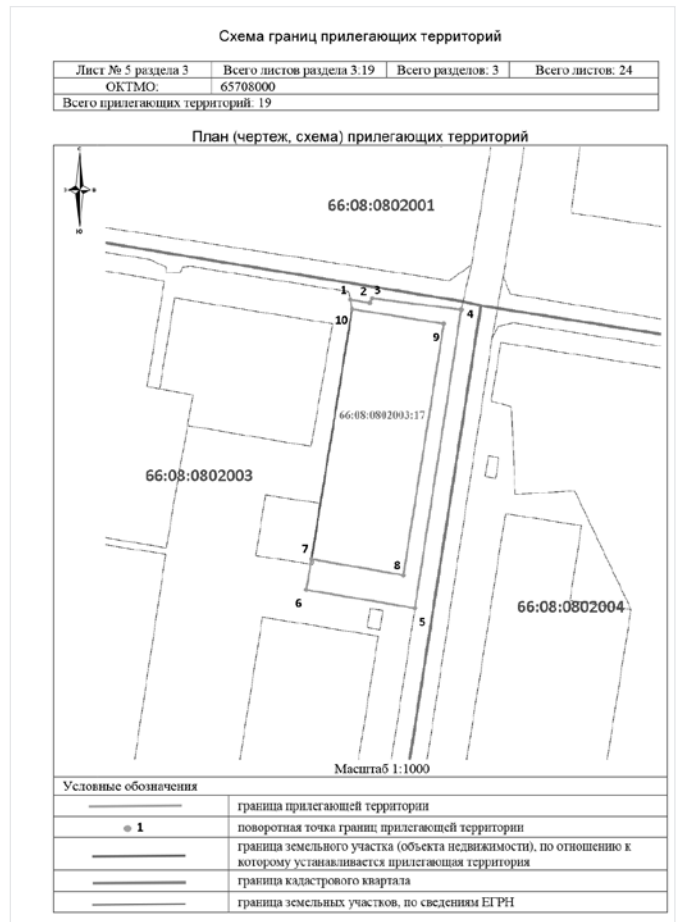 Схема границ прилегающих территорий
Лист № 5 раздела 3 Всего листов раздела 3:19 Всего разделов: 3 Всего листов: 24
ОКТМО: 65708000
Всего прилегающих территорий: 19
План (чертеж, схема) прилегающих территорий
С
Ю
66:08:0802001
1 2 3
4
10
9
66:08:0802003:17
66:08:0802003
7
8
6
66:08:0802004
5
Масштаб 1:1000
Условные обозначения
граница прилегающей территории
1 поворотная точка границ прилегающей территории
граница земельного участка (объекта недвижимости), по отношению к
которому устанавливается прилегающая территория
граница кадастрового квартала
граница земельных участков, по сведениям ЕГРН